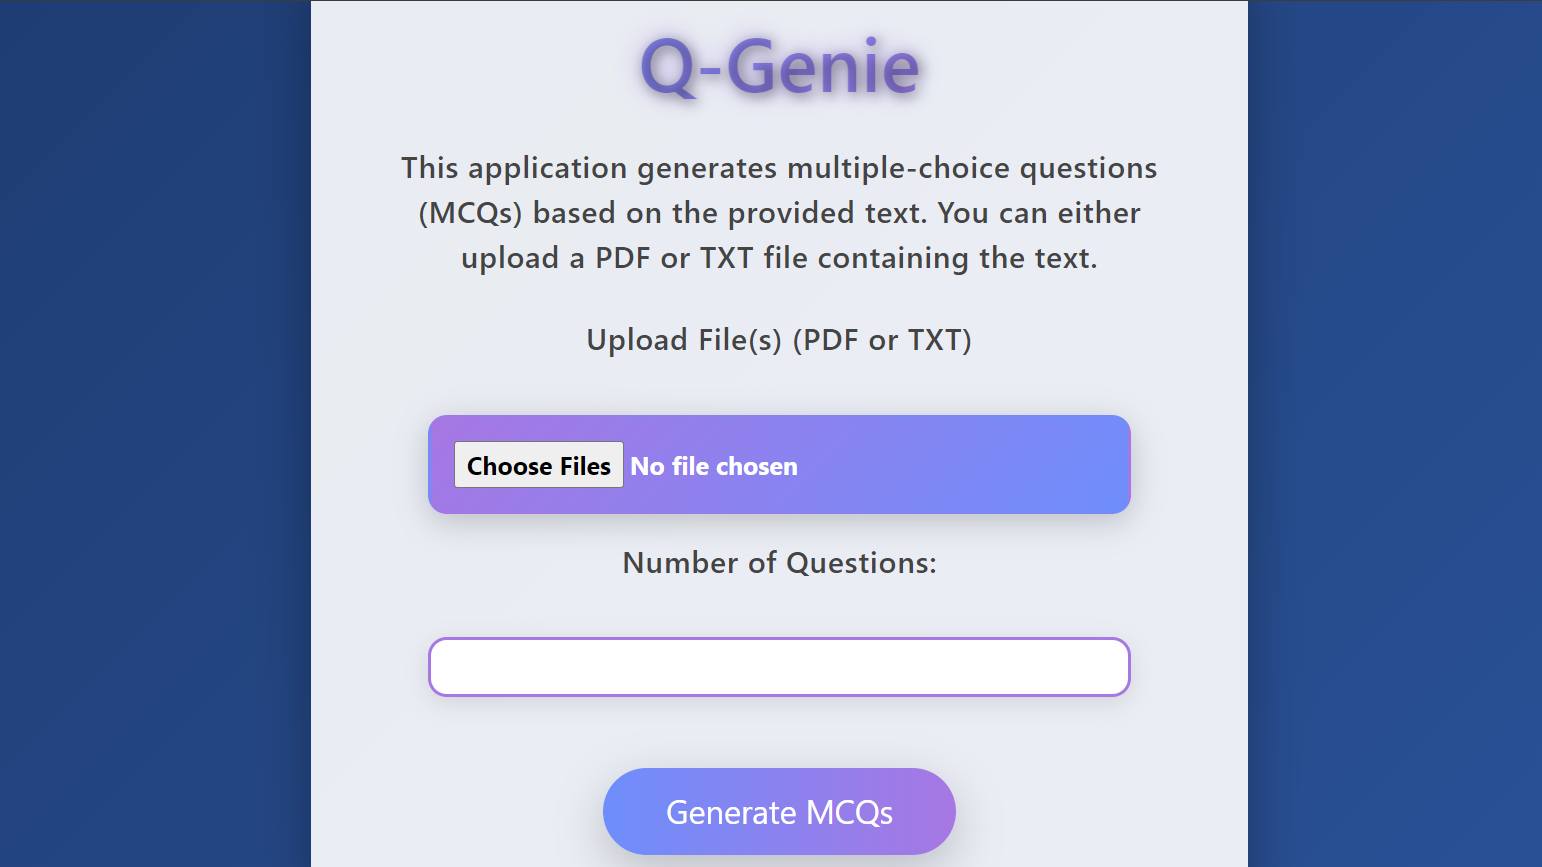 Q-Genie
This application generates multiple-choice questions
(MCQs) based on the provided text. You can either
upload a PDF or TXT file containing the text.
Upload File(s) (PDF or TXT)
Choose Files No file chosen
Number of Questions:
Generate MCQs